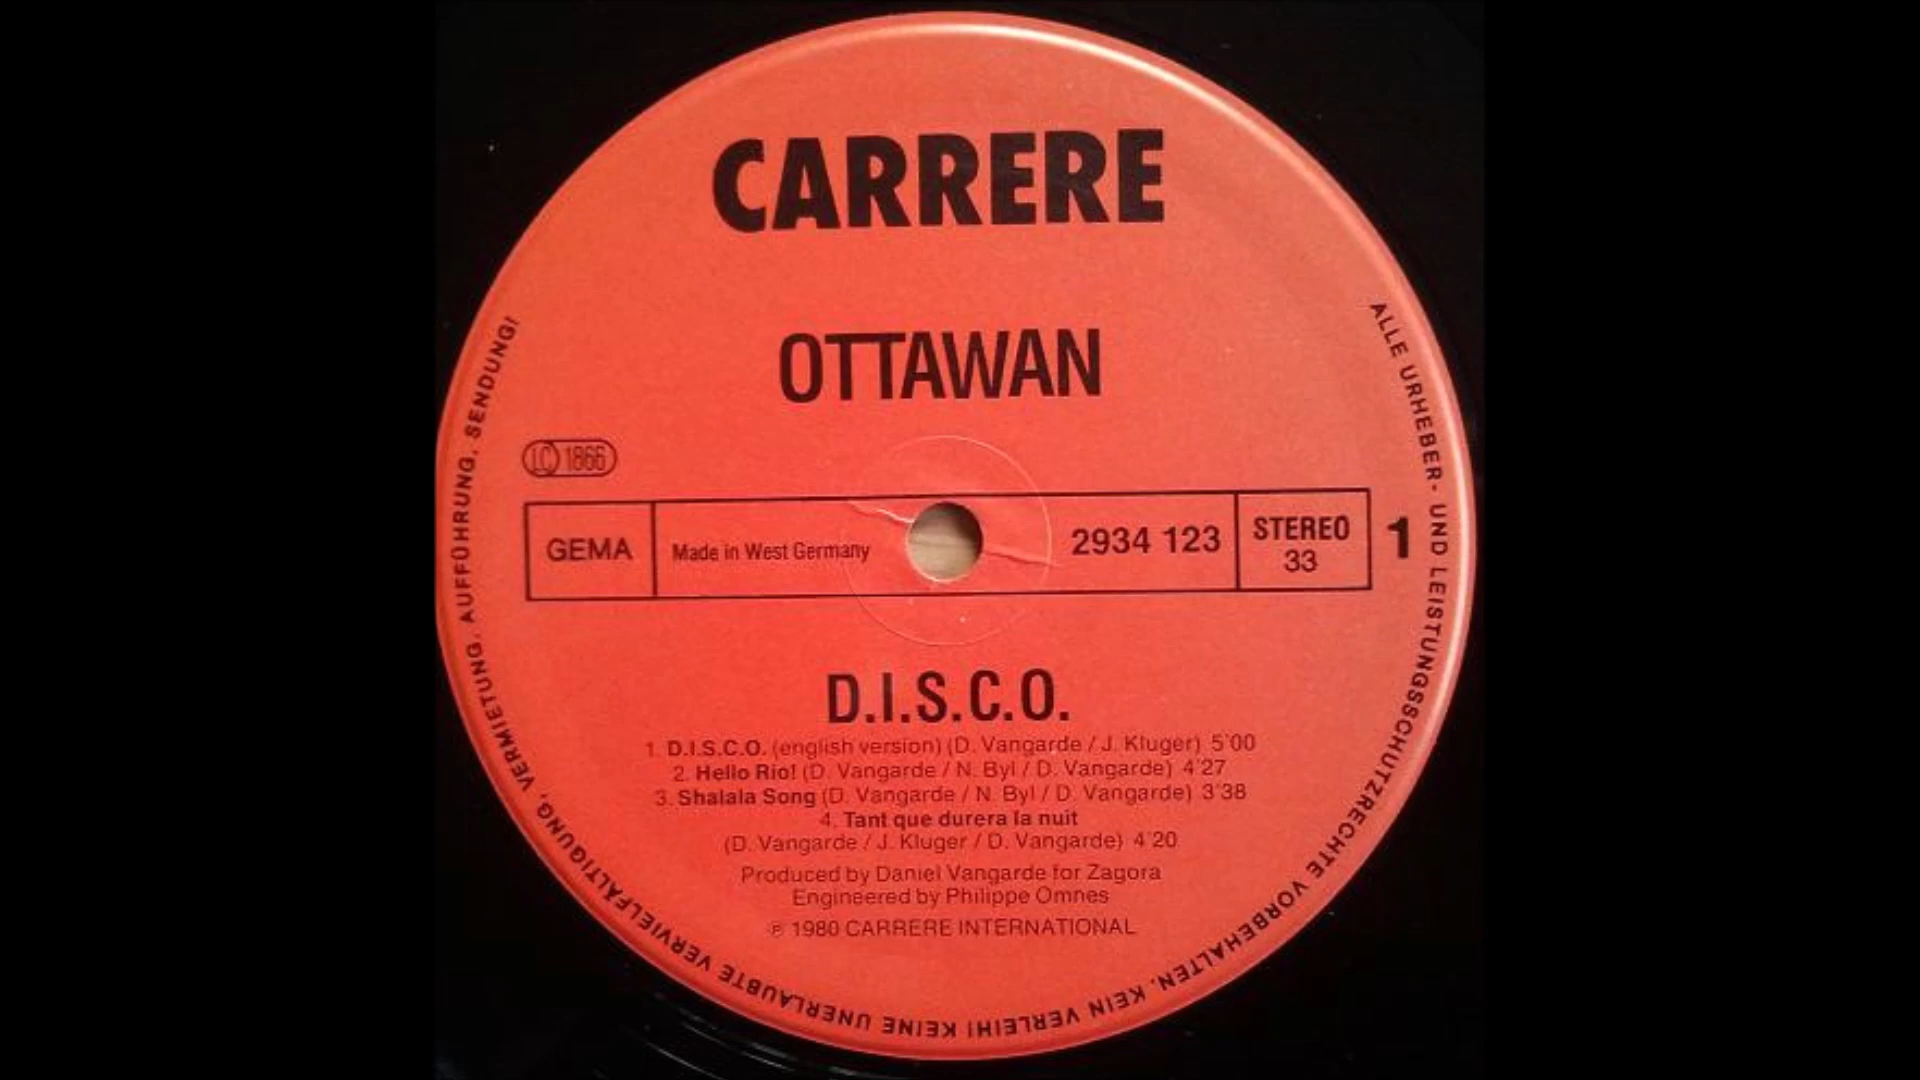 CARRERE
OTTAWAN
LC 1866
GEMA
Made in West Germany
2934 123
STEREO
33
1
D.I.S.C.O.
1. D.I.S.C.O. (english version) (D. Vangarde / J. Kluger) 5'00
2. Hello Rio! (D. Vangarde / N. Byl / D. Vangarde) 4'27
3. Shalala Song (D. Vangarde / N. Byl / D. Vangarde) 3'38
4. Tant que durera la nuit
(D. Vangarde / J. Kluger / D. Vangarde) 4'20
Produced by Daniel Vangarde for Zagora
Engineered by Philippe Omnes
℗ 1980 CARRERE INTERNATIONAL
ALLE URHEBER- UND LEISTUNGSSCHUTZRECHTE VORBEHALTEN. KEIN VERLEIH! KEINE UNERLAUBTE VERVIELFÄLTIGUNG, VERMIETUNG, AUFFÜHRUNG, SENDUNG!